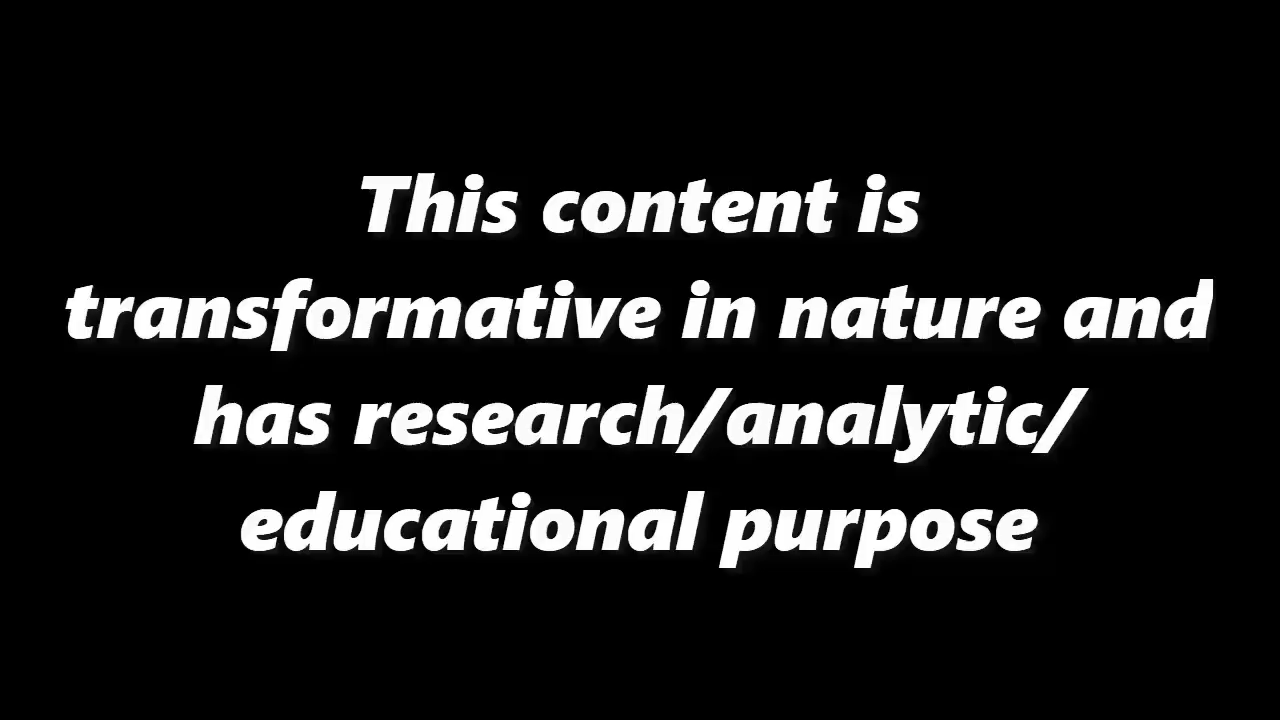 This content is
transformative in nature and
has research/analytic/
educational purpose